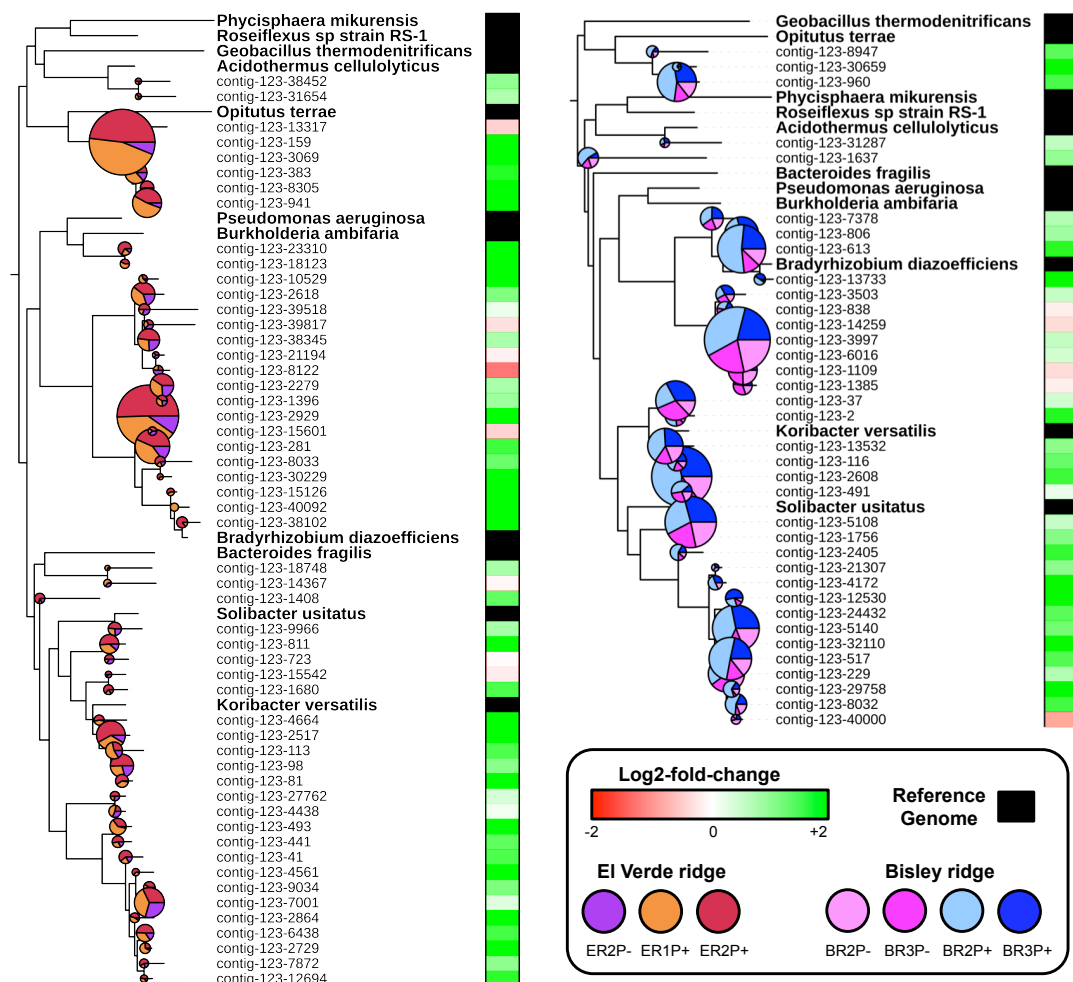 Phycisphaera mikurensis
Roseiflexus sp strain RS-1
Geobacillus thermodenitrificans
Acidothermus cellulolyticus
contig-123-38452
contig-123-31654
Opitutus terrae
contig-123-13317
contig-123-159
contig-123-3069
contig-123-383
contig-123-8305
contig-123-941
Pseudomonas aeruginosa
Burkholderia ambifaria
contig-123-23310
contig-123-18123
contig-123-10529
contig-123-2618
contig-123-39518
contig-123-39817
contig-123-38345
contig-123-21194
contig-123-8122
contig-123-2279
contig-123-1396
contig-123-2929
contig-123-15601
contig-123-281
contig-123-8033
contig-123-30229
contig-123-15126
contig-123-40092
contig-123-38102
Bradyrhizobium diazoefficiens
Bacteroides fragilis
contig-123-18748
contig-123-14367
contig-123-1408
Solibacter usitatus
contig-123-9966
contig-123-811
contig-123-723
contig-123-15542
contig-123-1680
Koribacter versatilis
contig-123-4664
contig-123-2517
contig-123-113
contig-123-98
contig-123-81
contig-123-27762
contig-123-4438
contig-123-493
contig-123-441
contig-123-41
contig-123-4561
contig-123-9034
contig-123-7001
contig-123-2864
contig-123-6438
contig-123-2729
contig-123-7872
contig-123-12694
Geobacillus thermodenitrificans
Opitutus terrae
contig-123-8947
contig-123-30659
contig-123-960
Phycisphaera mikurensis
Roseiflexus sp strain RS-1
Acidothermus cellulolyticus
contig-123-31287
contig-123-1637
Bacteroides fragilis
Pseudomonas aeruginosa
Burkholderia ambifaria
contig-123-7378
contig-123-806
contig-123-613
Bradyrhizobium diazoefficiens
contig-123-13733
contig-123-3503
contig-123-838
contig-123-14259
contig-123-3997
contig-123-6016
contig-123-1109
contig-123-1385
contig-123-37
contig-123-2
Koribacter versatilis
contig-123-13532
contig-123-116
contig-123-2608
contig-123-491
Solibacter usitatus
contig-123-5108
contig-123-1756
contig-123-2405
contig-123-21307
contig-123-4172
contig-123-12530
contig-123-24432
contig-123-5140
contig-123-32110
contig-123-517
contig-123-229
contig-123-29758
contig-123-8032
contig-123-40000
Log2-fold-change
-2 0 +2
Reference
Genome
El Verde ridge
ER2P- ER1P+ ER2P+
Bisley ridge
BR2P- BR3P- BR2P+ BR3P+